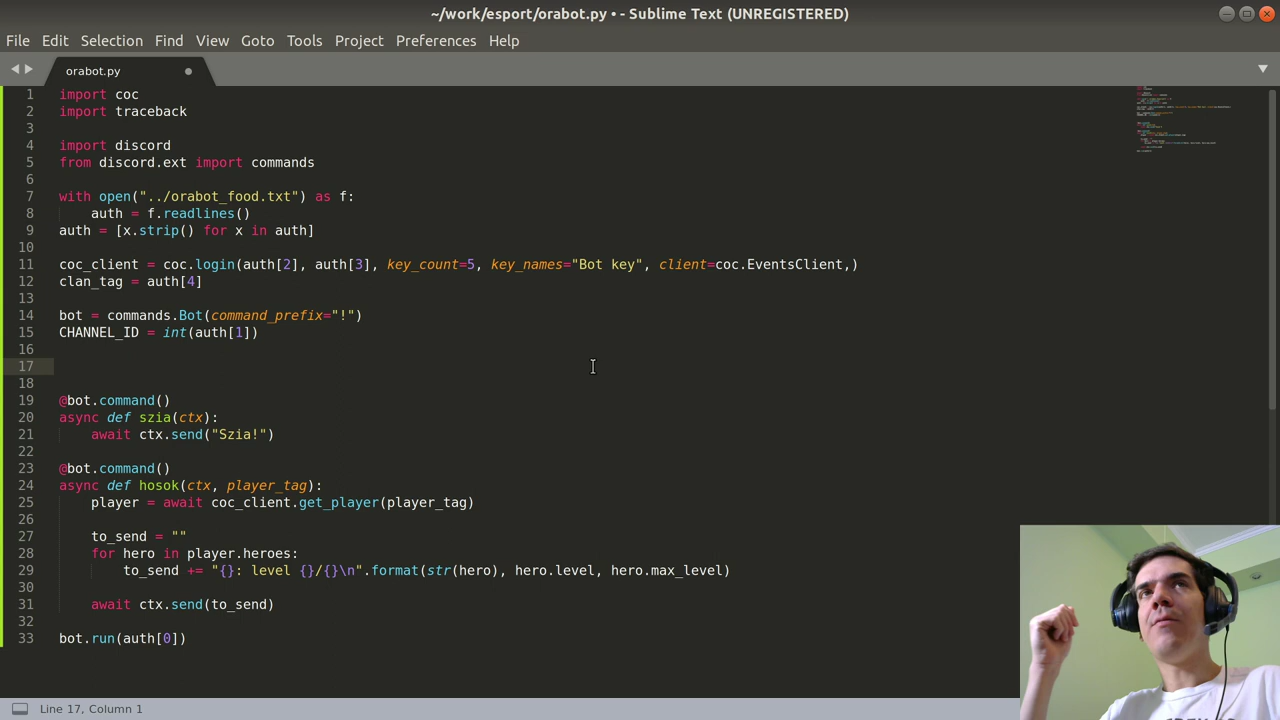 ~/work/esport/orabot.py • - Sublime Text (UNREGISTERED)
File Edit Selection Find View Goto Tools Project Preferences Help
orabot.py
1 import coc
2 import traceback
3
4 import discord
5 from discord.ext import commands
6
7 with open("../orabot_food.txt") as f:
8     auth = f.readlines()
9 auth = [x.strip() for x in auth]
10
11 coc_client = coc.login(auth[2], auth[3], key_count=5, key_names="Bot key", client=coc.EventsClient,)
12 clan_tag = auth[4]
13
14 bot = commands.Bot(command_prefix="!")
15 CHANNEL_ID = int(auth[1])
16
17
18
19 @bot.command()
20 async def szia(ctx):
21     await ctx.send("Szia!")
22
23 @bot.command()
24 async def hosok(ctx, player_tag):
25     player = await coc_client.get_player(player_tag)
26
27     to_send = ""
28     for hero in player.heroes:
29         to_send += "{}: level {}/{}\n".format(str(hero), hero.level, hero.max_level)
30
31     await ctx.send(to_send)
32
33 bot.run(auth[0])
Line 17, Column 1